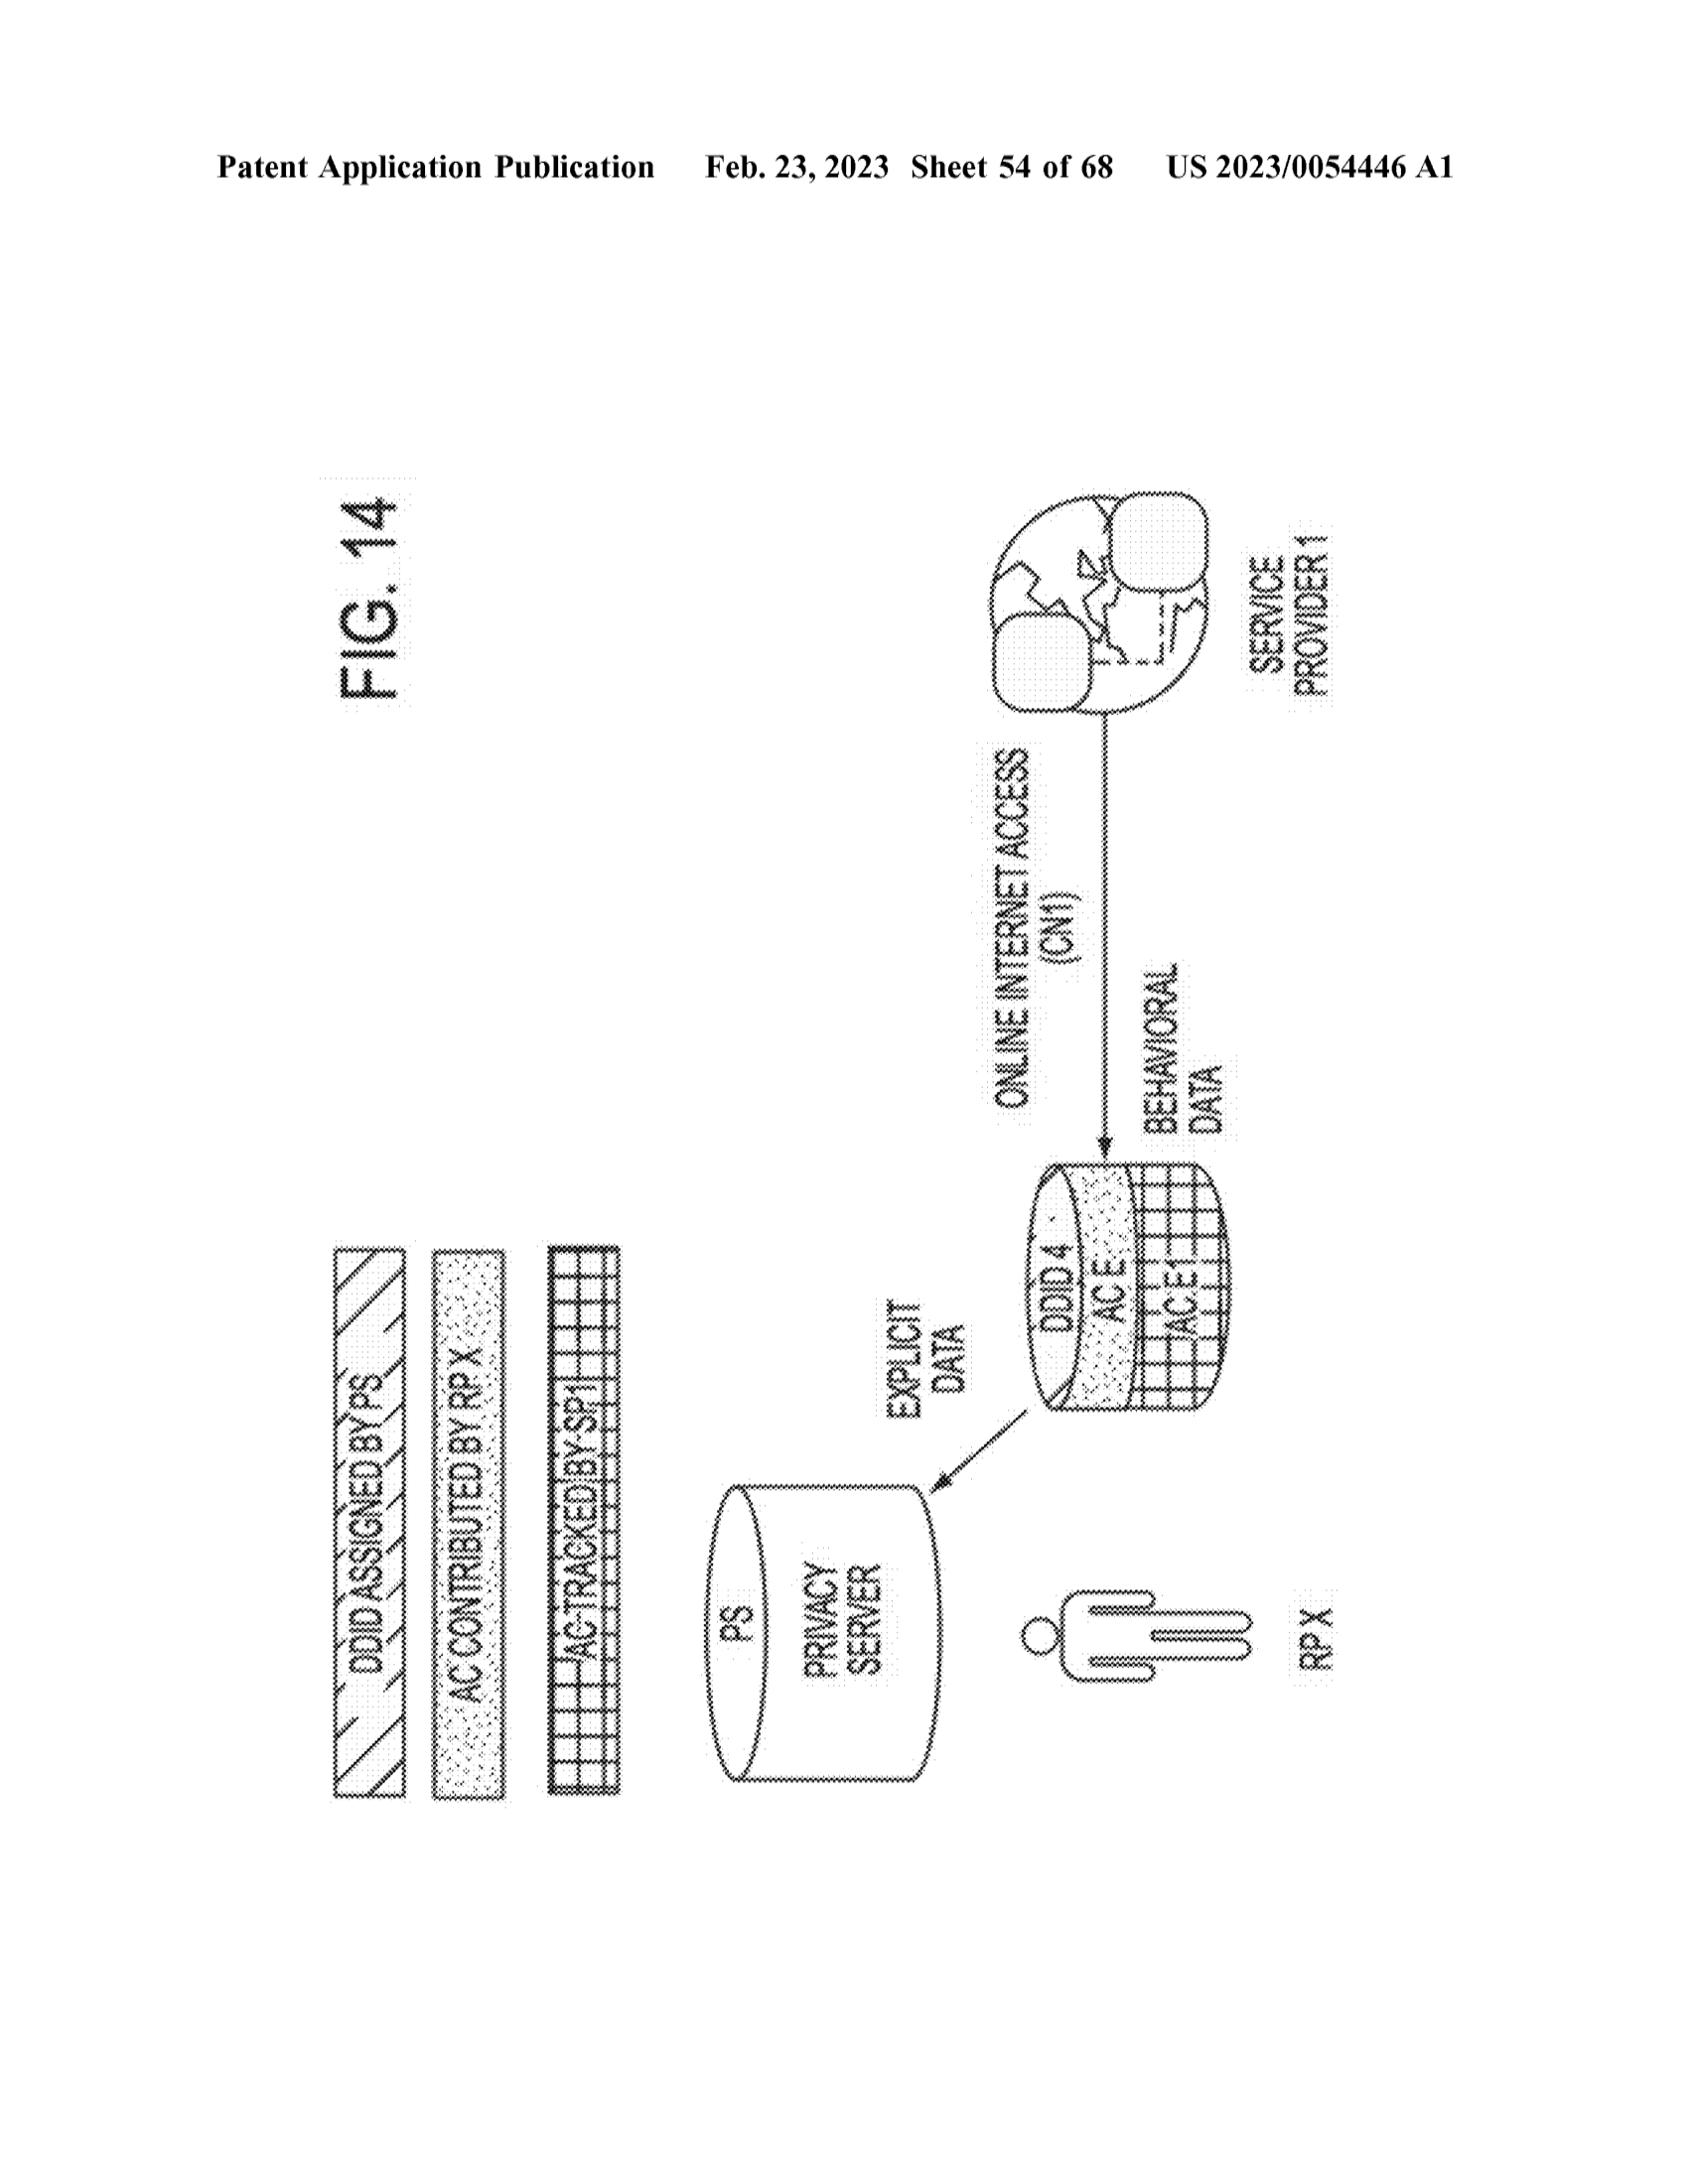 Patent Application Publication Feb. 23, 2023 Sheet 54 of 68 US 2023/0054446 A1
FIG. 14
DDID ASSIGNED BY PS
AC CONTRIBUTED BY RP X
AC TRACKED BY SP1
PS
PRIVACY
SERVER
EXPLICIT
DATA
ONLINE INTERNET ACCESS
(CN1)
DDID 4
AC E
AC E1
BEHAVIORAL
DATA
SERVICE
PROVIDER 1
RP X